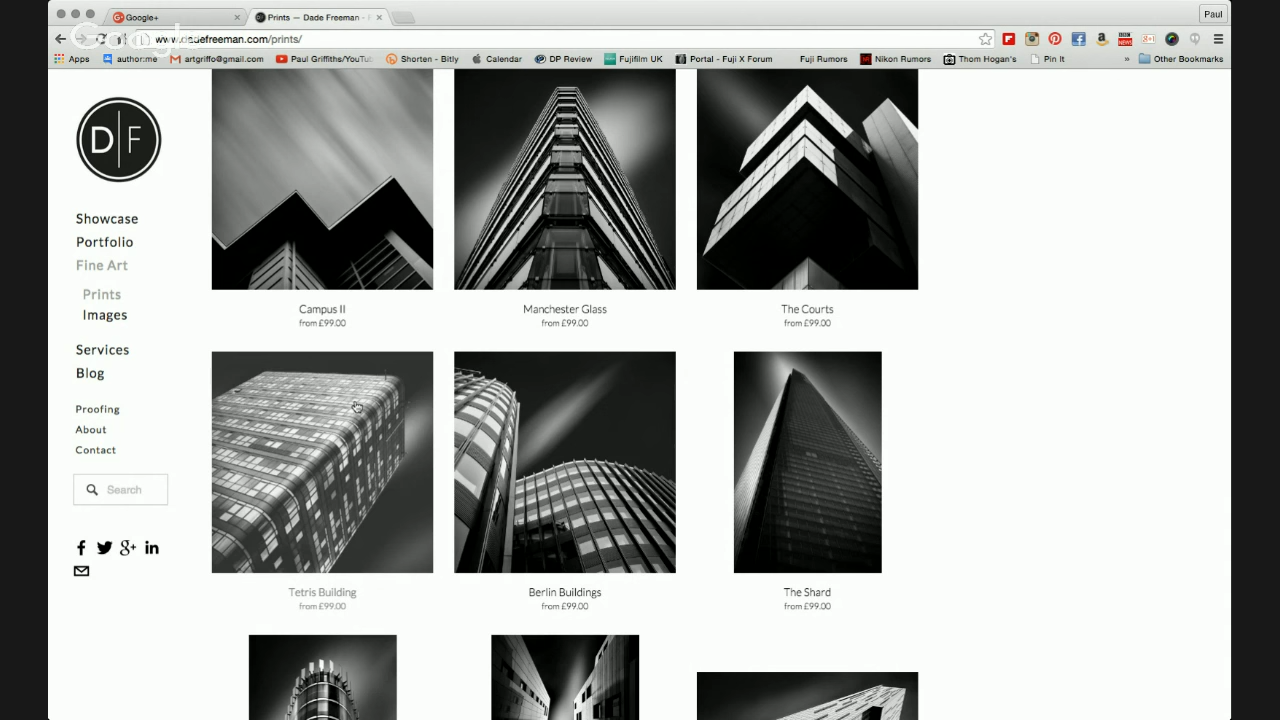 Google+
Prints — Dade Freeman -
Paul
Google
www.dadefreeman.com/prints/
Apps
author:me
artgriffo@gmail.com
Paul Griffiths/YouTu
Shorten - Bitly
Calendar
DP Review
Fujifilm UK
Portal - Fuji X Forum
Fuji Rumors
Nikon Rumors
Thom Hogan's
Pin It
»
Other Bookmarks
D|F
Showcase
Portfolio
Fine Art
Prints
Images
Services
Blog
Proofing
About
Contact
Search
Campus II
from £99.00
Manchester Glass
from £99.00
The Courts
from £99.00
Tetris Building
from £99.00
Berlin Buildings
from £99.00
The Shard
from £99.00